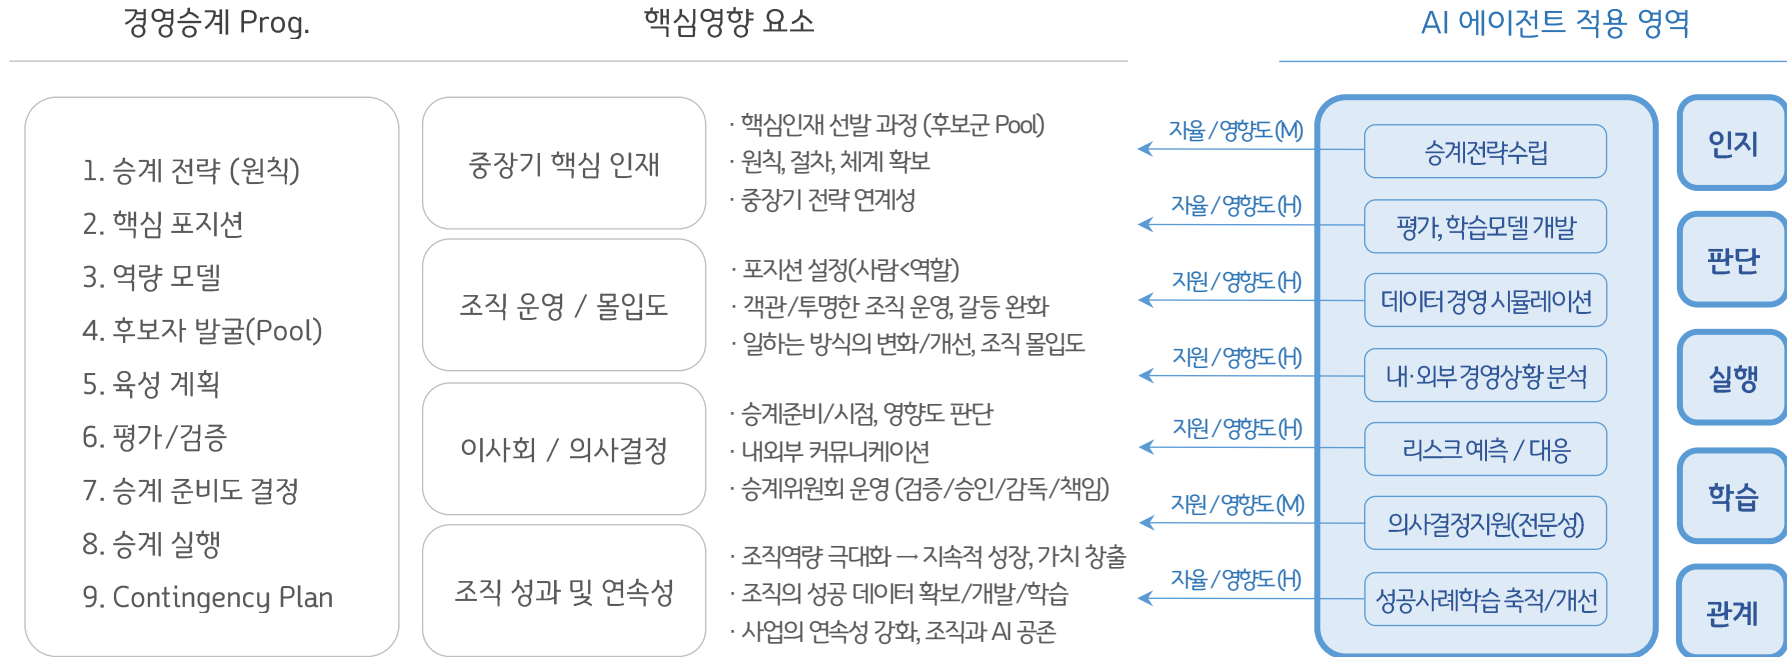 경영승계 Prog.
핵심영향 요소
AI 에이전트 적용 영역
1. 승계 전략 (원칙)
2. 핵심 포지션
3. 역량 모델
4. 후보자 발굴(Pool)
5. 육성 계획
6. 평가/검증
7. 승계 준비도 결정
8. 승계 실행
9. Contingency Plan
중장기 핵심 인재
· 핵심인재 선발 과정 (후보군 Pool)
· 원칙, 절차, 체계 확보
· 중장기 전략 연계성
조직 운영 / 몰입도
· 포지션 설정(사람<역할)
· 객관/투명한 조직 운영, 갈등 완화
· 일하는 방식의 변화/개선, 조직 몰입도
이사회 / 의사결정
· 승계준비/시점, 영향도 판단
· 내외부 커뮤니케이션
· 승계위원회 운영 (검증/승인/감독/책임)
조직 성과 및 연속성
· 조직역량 극대화 → 지속적 성장, 가치 창출
· 조직의 성공 데이터 확보/개발/학습
· 사업의 연속성 강화, 조직과 AI 공존
자율 / 영향도(M)
승계전략수립
자율 / 영향도(H)
평가, 학습모델 개발
지원 / 영향도(H)
데이터 경영 시뮬레이션
지원 / 영향도(H)
내·외부 경영상황 분석
지원 / 영향도(H)
리스크 예측 / 대응
지원 / 영향도(M)
의사결정지원(전문성)
자율 / 영향도(H)
성공사례학습 축적/개선
인지
판단
실행
학습
관계